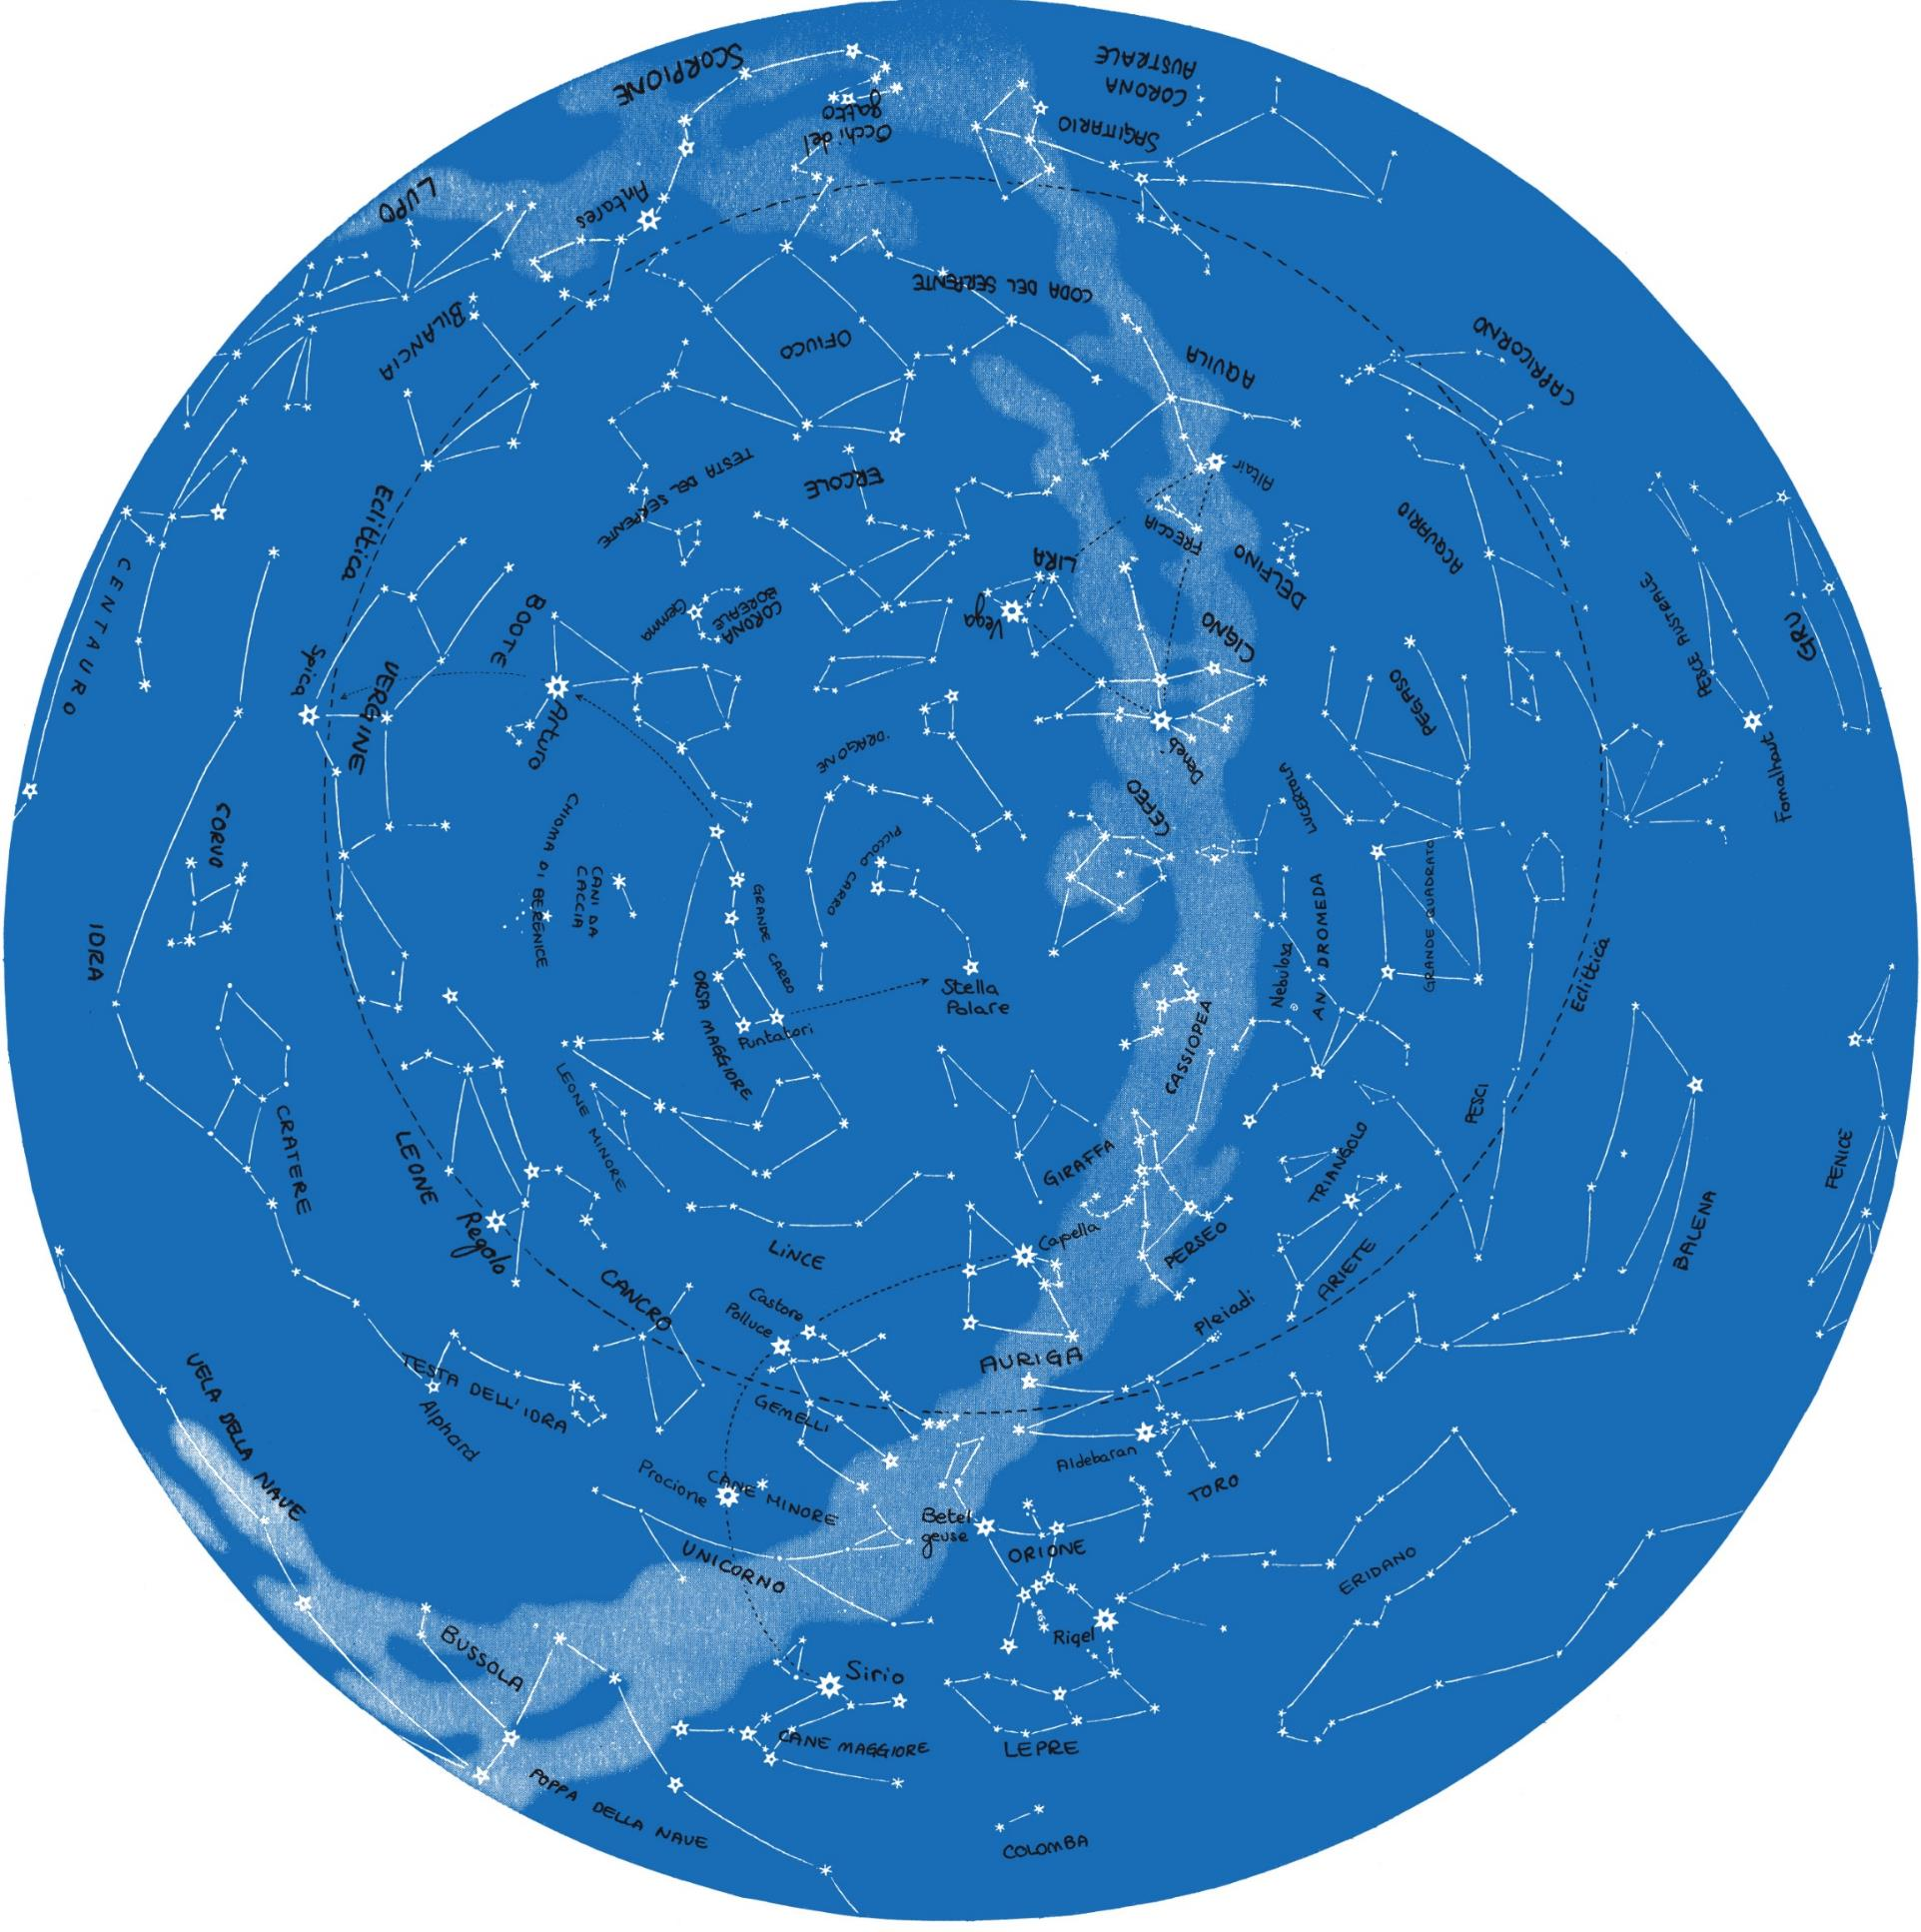 SCORPIONE
CORONA
AUSTRALE
SAGITARIO
Occhi del
gatto
Antares
LUPO
CODA DEL SERPENTE
BILANCIA
OFIUCO
AQUILA
CAPRICORNO
TESTA DEL SERPENTE
ERCOLE
Altair
FRECCIA
DELFINO
ACQUARIO
Eclittica
LIRA
Vega
CORONA
BOREALE
Gemma
CIGNO
PESCE AUSTRALE
GRU
CENTAURO
BOOTE
Spica
VERGINE
Arturo
DRAGONE
Deneb
PEGASO
Fomalhaut
CEFEO
LUCERTOLA
CORVO
CHIOMA DI BERENICE
CANI DA
CACCIA
PICCOLO CARRO
GRANDE CARRO
GRANDE QUADRATO
ANDROMEDA
Nebulosa
IDRA
Stella
Polare
Eclittica
ORSA MAGGIORE
Puntatori
CASSIOPEA
LEONE MINORE
CRATERE
LEONE
PESCI
TRIANGOLO
GIRAFFA
FENICE
BALENA
Regolo
LINCE
Capella
PERSEO
ARIETE
CANCRO
Castore
Polluce
Pleiadi
AURIGA
VELA DELLA NAVE
TESTA DELL'IDRA
Alphard
GEMELLI
Aldebaran
TORO
Procione
CANE MINORE
Betel
geuse
ORIONE
UNICORNO
ERIDANO
Rigel
BUSSOLA
Sirio
CANE MAGGIORE
LEPRE
POPPA DELLA NAVE
COLOMBA